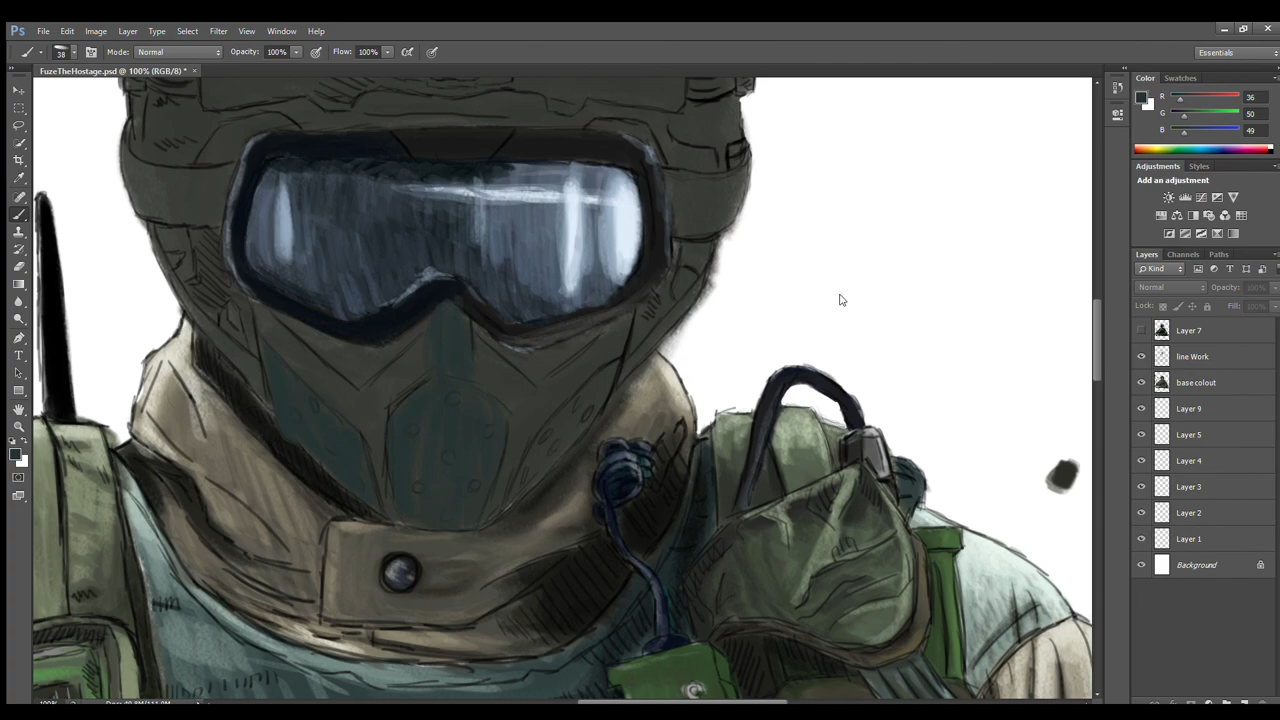 Ps File Edit Image Layer Type Select Filter View Window Help
38 Mode: Normal Opacity: 100% Flow: 100% Essentials
FuzeTheHostage.psd @ 100% (RGB/8) * ×
Color Swatches
R 36
G 50
B 49
Adjustments Styles
Add an adjustment
Layers Channels Paths
Kind
Normal Opacity: 100%
Lock: Fill: 100%
Layer 7
line Work
base colout
Layer 9
Layer 5
Layer 4
Layer 3
Layer 2
Layer 1
Background